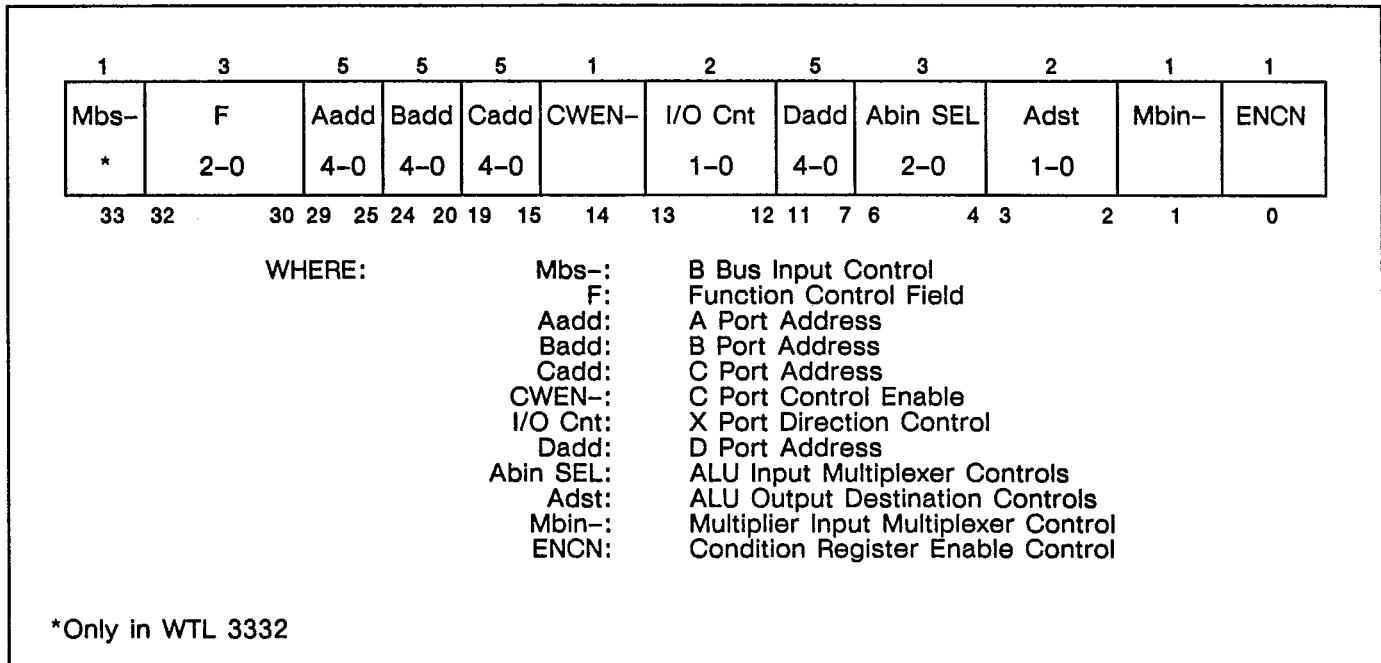 1 3 5 5 5 1 2 5 3 2 1 1
Mbs– F Aadd Badd Cadd CWEN– I/O Cnt Dadd Abin SEL Adst Mbin– ENCN
* 2–0 4–0 4–0 4–0 1–0 4–0 2–0 1–0
33 32 30 29 25 24 20 19 15 14 13 12 11 7 6 4 3 2 1 0
WHERE: Mbs–: B Bus Input Control
F: Function Control Field
Aadd: A Port Address
Badd: B Port Address
Cadd: C Port Address
CWEN–: C Port Control Enable
I/O Cnt: X Port Direction Control
Dadd: D Port Address
Abin SEL: ALU Input Multiplexer Controls
Adst: ALU Output Destination Controls
Mbin–: Multiplier Input Multiplexer Control
ENCN: Condition Register Enable Control
*Only in WTL 3332